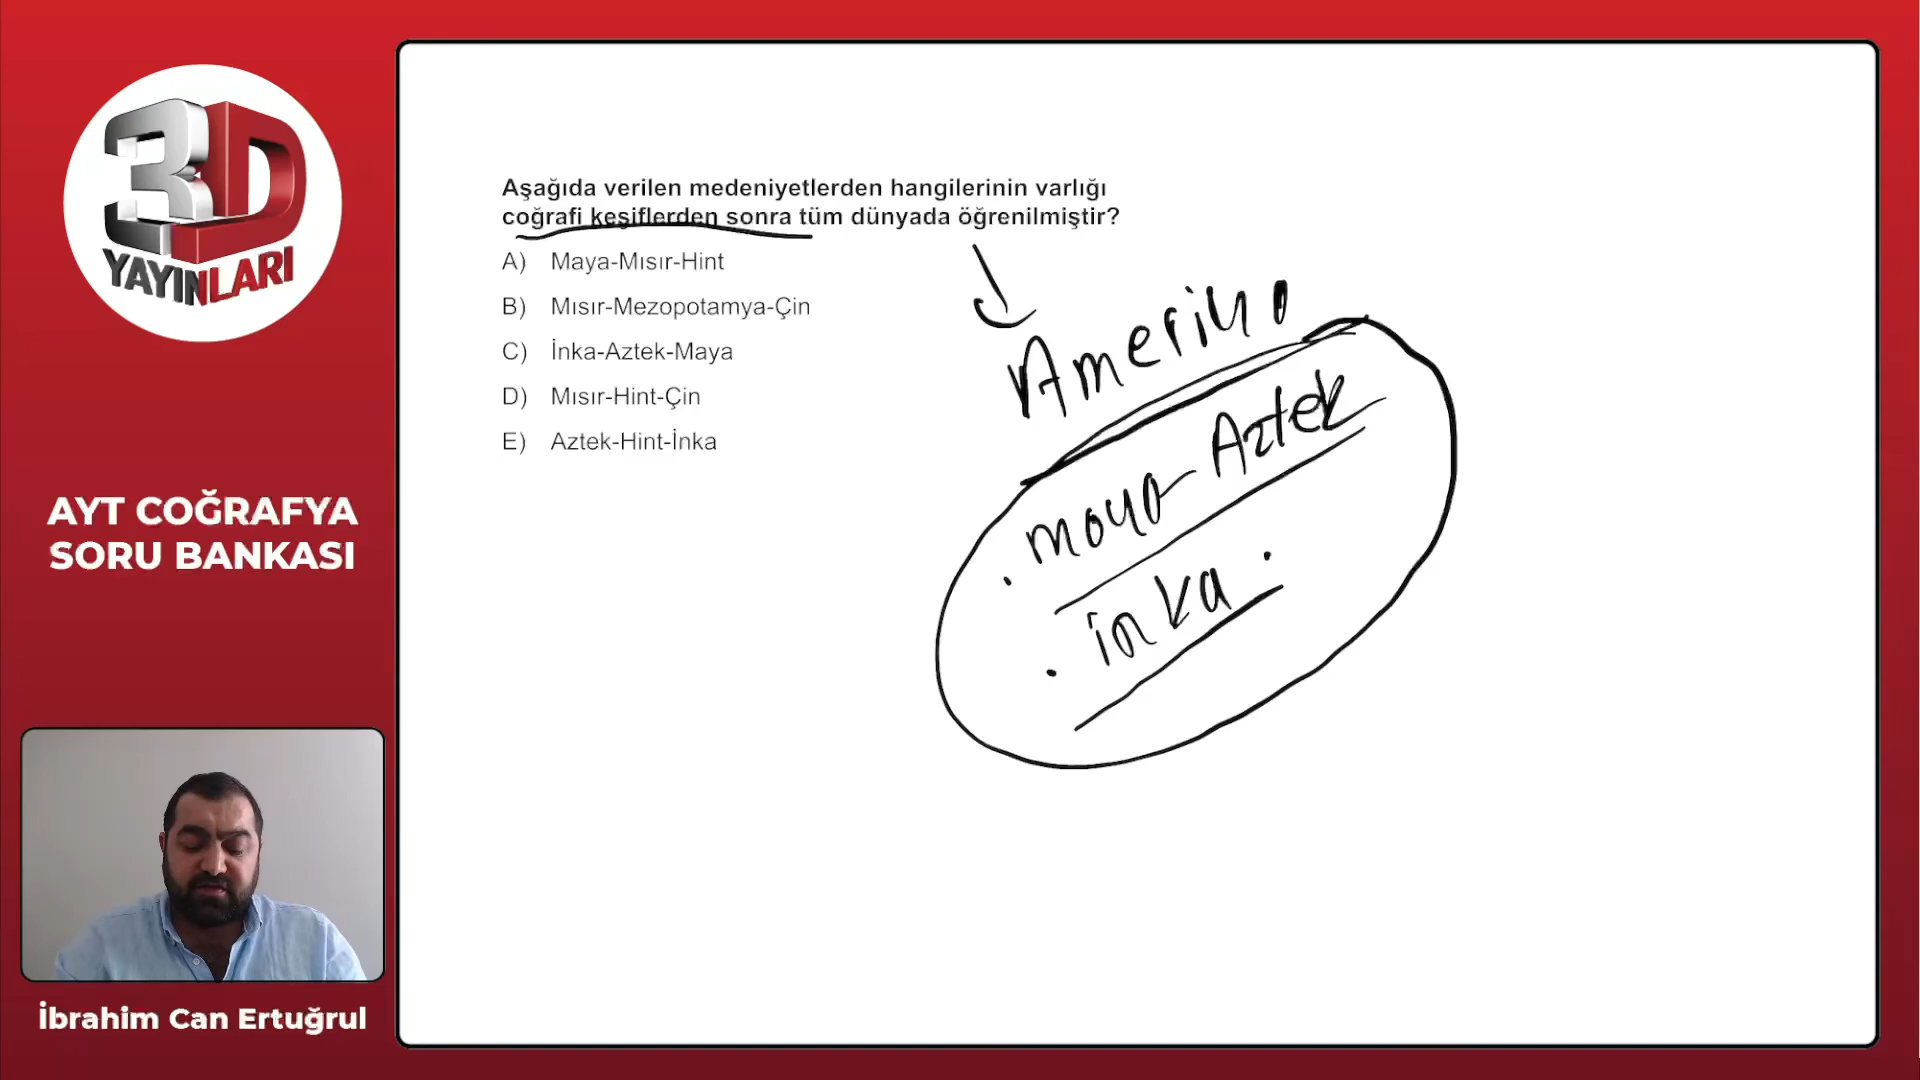 3D
YAYINLARI
AYT COĞRAFYA
SORU BANKASI
İbrahim Can Ertuğrul
Aşağıda verilen medeniyetlerden hangilerinin varlığı
coğrafi keşiflerden sonra tüm dünyada öğrenilmiştir?
A) Maya-Mısır-Hint
B) Mısır-Mezopotamya-Çin
C) İnka-Aztek-Maya
D) Mısır-Hint-Çin
E) Aztek-Hint-İnka
Amerika
maya-Aztek
inka